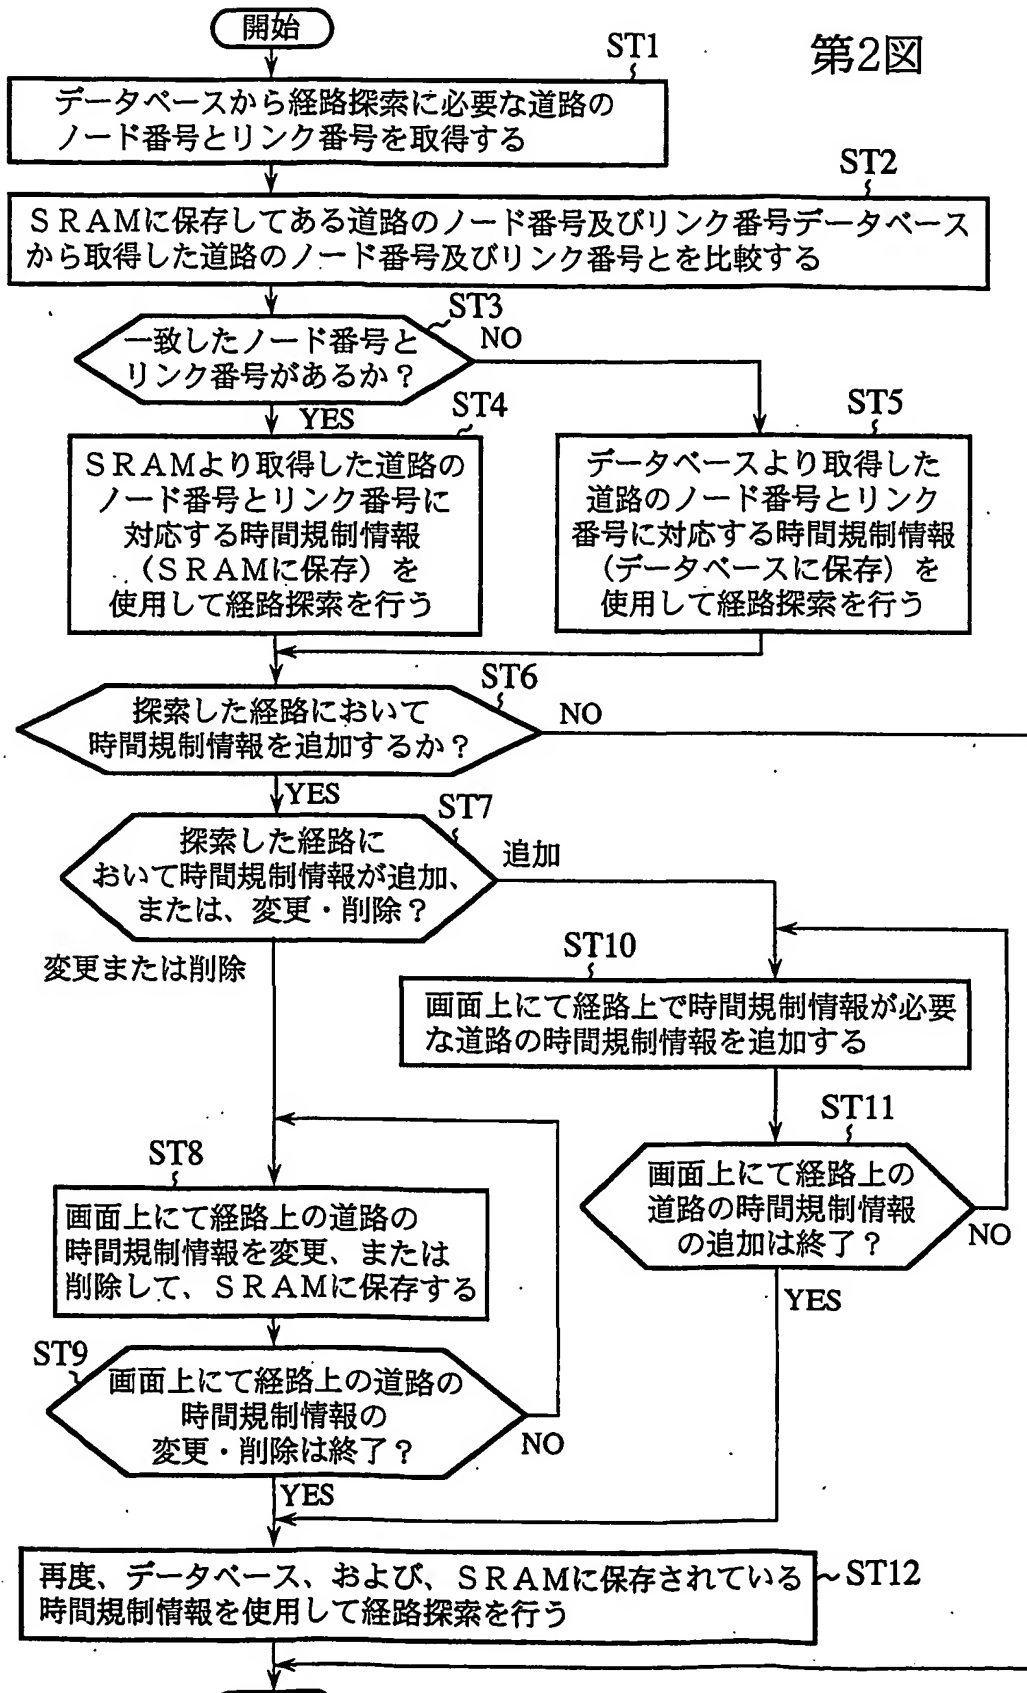 開始
第2図
ST1
データベースから経路探索に必要な道路の
ノード番号とリンク番号を取得する
ST2
SRAMに保存してある道路のノード番号及びリンク番号データベース
から取得した道路のノード番号及びリンク番号とを比較する
ST3
一致したノード番号と
リンク番号があるか？
NO
YES
ST4
SRAMより取得した道路の
ノード番号とリンク番号に
対応する時間規制情報
（SRAMに保存）を
使用して経路探索を行う
ST5
データベースより取得した
道路のノード番号とリンク
番号に対応する時間規制情報
（データベースに保存）を
使用して経路探索を行う
ST6
探索した経路において
時間規制情報を追加するか？
NO
YES
ST7
探索した経路に
おいて時間規制情報が追加、
または、変更・削除？
追加
変更または削除
ST10
画面上にて経路上で時間規制情報が必要
な道路の時間規制情報を追加する
ST11
画面上にて経路上の
道路の時間規制情報
の追加は終了？
NO
YES
ST8
画面上にて経路上の道路の
時間規制情報を変更、または
削除して、SRAMに保存する
ST9
画面上にて経路上の道路の
時間規制情報の
変更・削除は終了？
NO
YES
ST12
再度、データベース、および、SRAMに保存されている
時間規制情報を使用して経路探索を行う